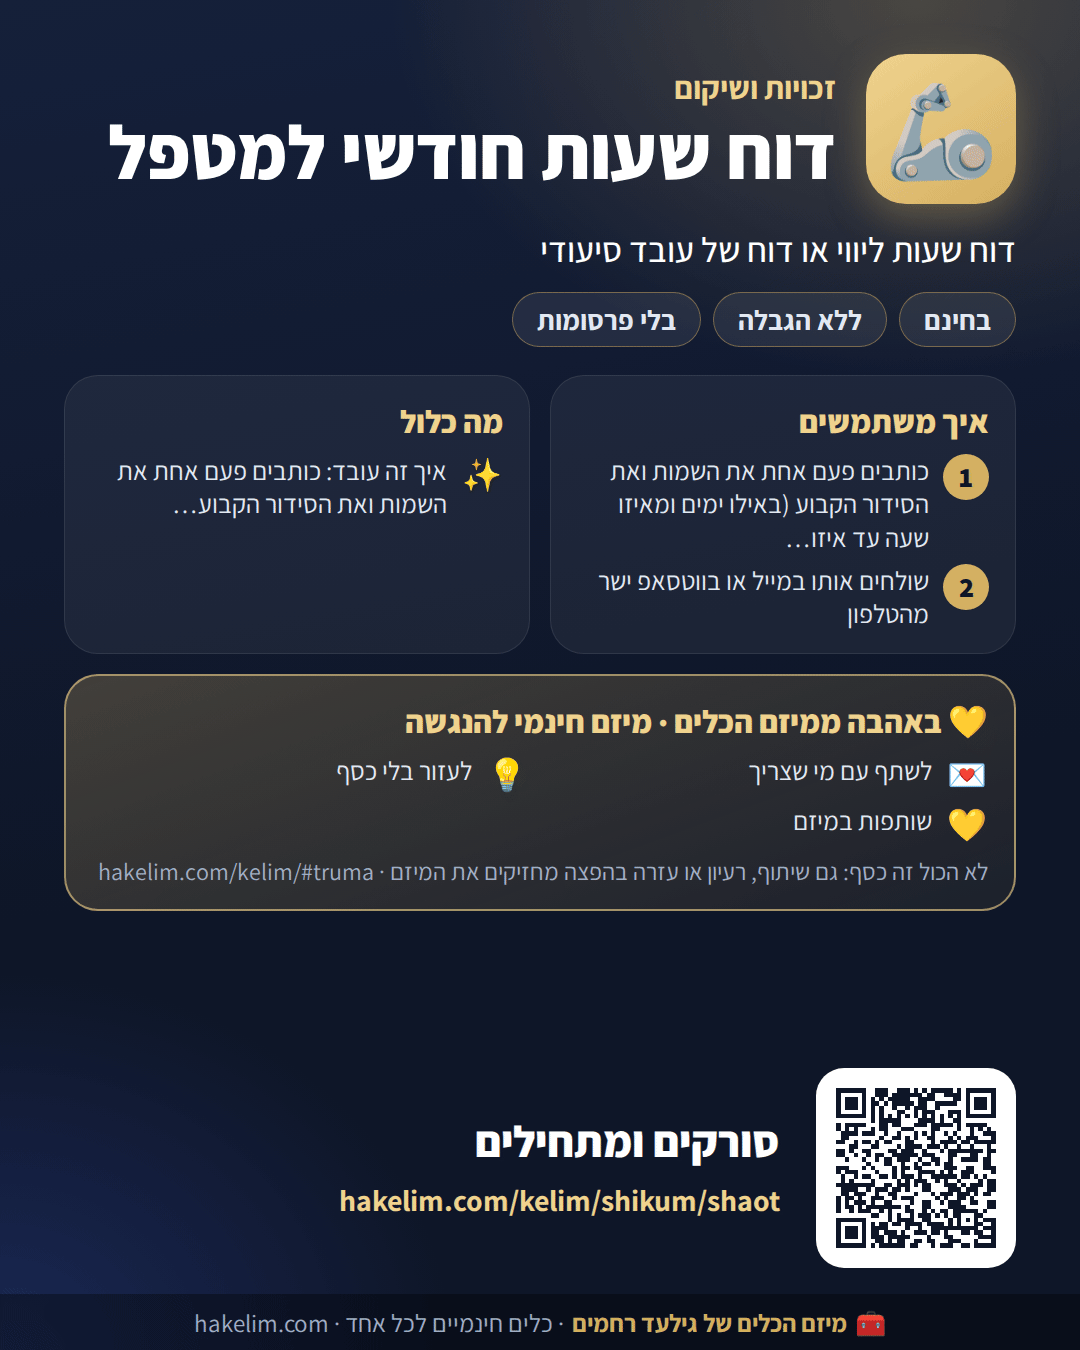 זכויות ושיקום
דוח שעות חודשי למטפל
דוח שעות ליווי או דוח של עובד סיעודי
בחינם
ללא הגבלה
בלי פרסומות
איך משתמשים
1
כותבים פעם אחת את השמות ואת
הסידור הקבוע (באילו ימים ומאיזו
שעה עד איזו...
2
שולחים אותו במייל או בווטסאפ ישר
מהטלפון
מה כלול
איך זה עובד: כותבים פעם אחת את
השמות ואת הסידור הקבוע...
באהבה ממיזם הכלים · מיזם חינמי להנגשה
לשתף עם מי שצריך
לעזור בלי כסף
שותפות במיזם
לא הכול זה כסף: גם שיתוף, רעיון או עזרה בהפצה מחזיקים את המיזם · hakelim.com/kelim/#truma
סורקים ומתחילים
hakelim.com/kelim/shikum/shaot
מיזם הכלים של גילעד רחמים · כלים חינמיים לכל אחד · hakelim.com